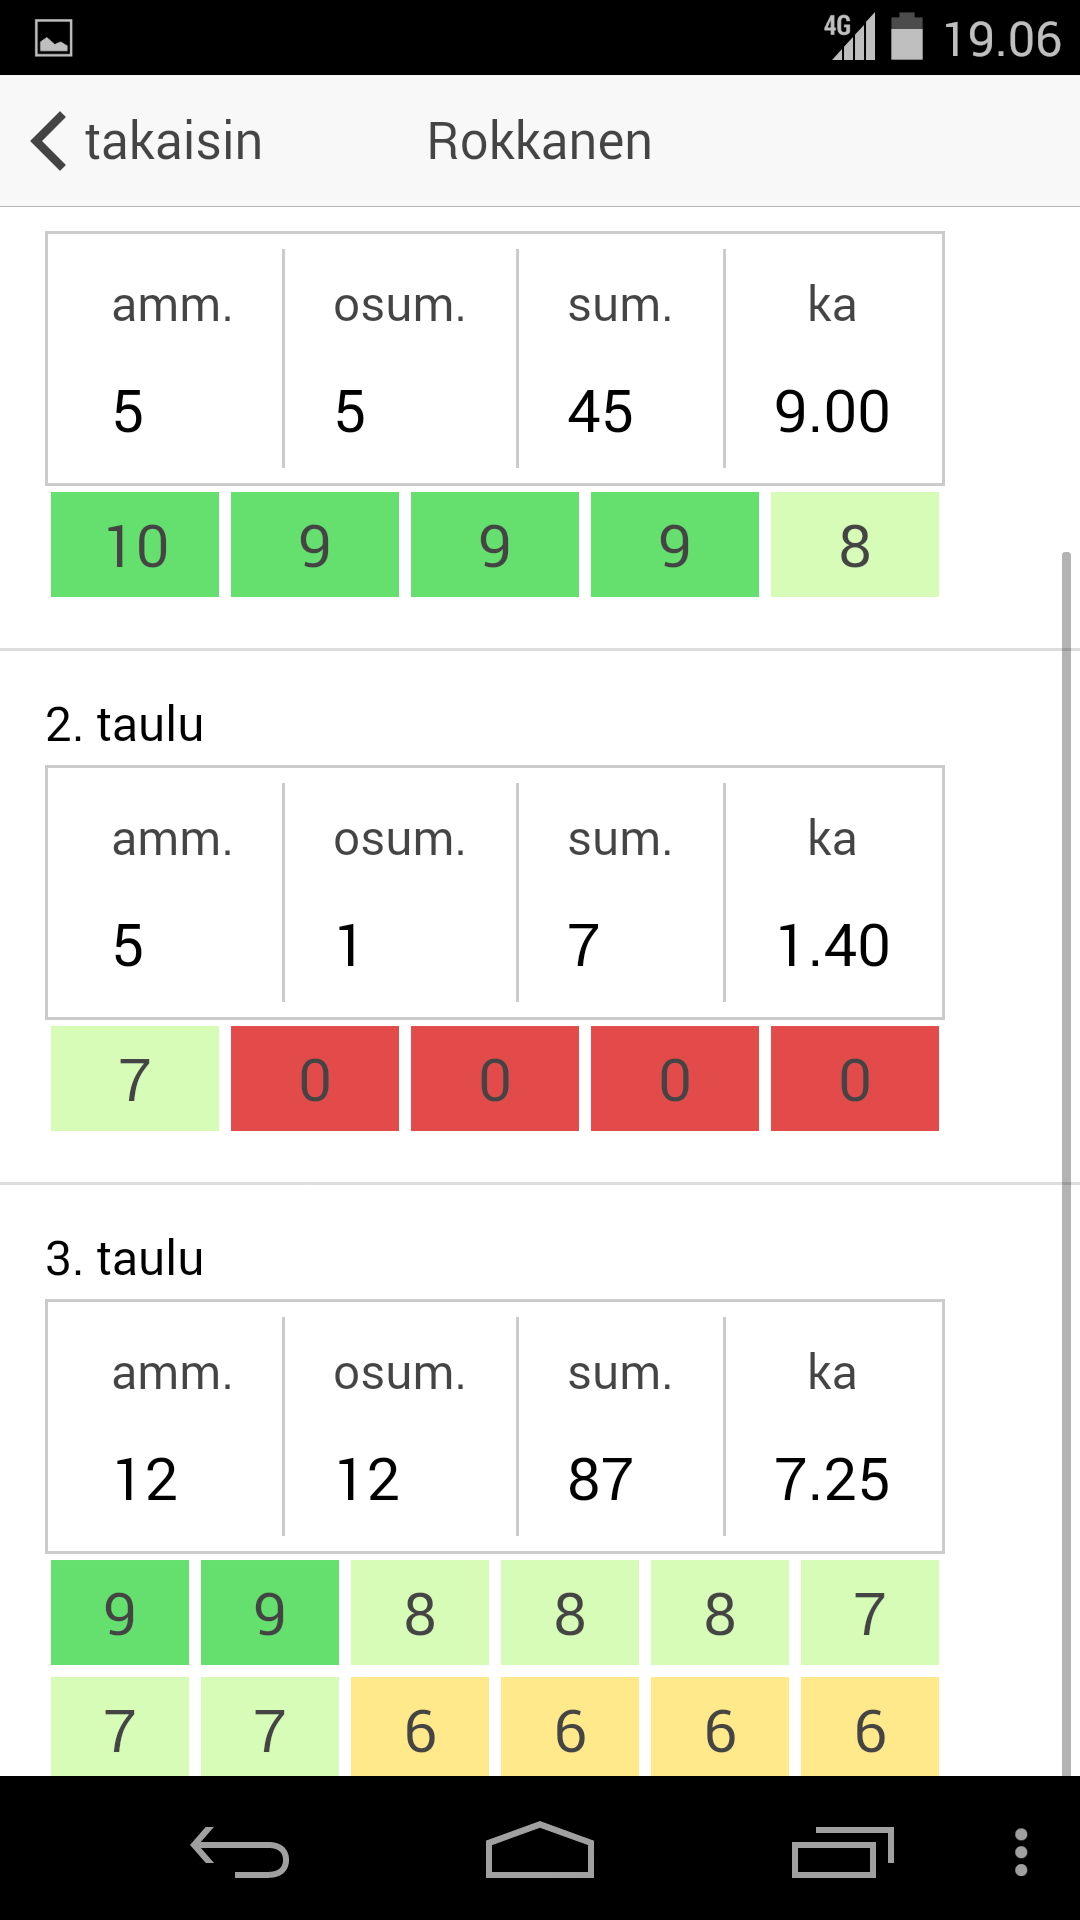 4G 19.06
takaisin Rokkanen
amm. osum. sum. ka
5 5 45 9.00
10 9 9 9 8
2. taulu
amm. osum. sum. ka
5 1 7 1.40
7 0 0 0 0
3. taulu
amm. osum. sum. ka
12 12 87 7.25
9 9 8 8 8 7
7 7 6 6 6 6